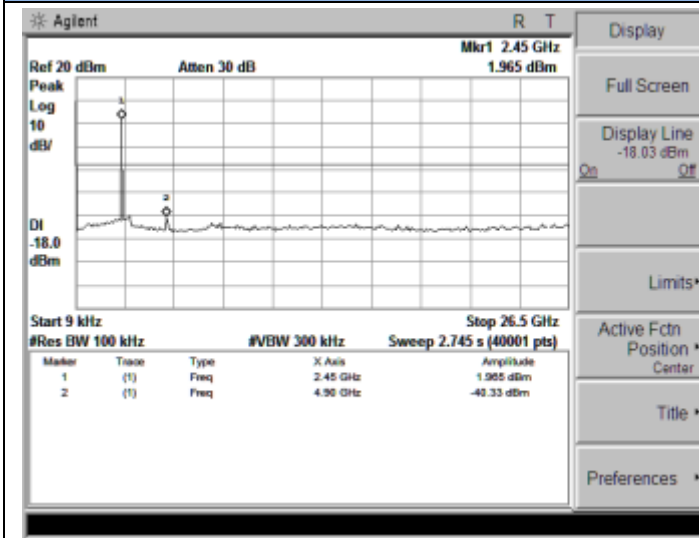 Agilent R T
Mkr1 2.45 GHz
Ref 20 dBm Atten 30 dB 1.965 dBm
Peak
Log
10
dB/
1
2
DI
-18.0
dBm
Start 9 kHz Stop 26.5 GHz
#Res BW 100 kHz #VBW 300 kHz Sweep 2.745 s (40001 pts)
Marker Trace Type X Axis Amplitude
1 (1) Freq 2.45 GHz 1.965 dBm
2 (1) Freq 4.90 GHz -40.33 dBm
Display
Full Screen
Display Line
-18.03 dBm
On Off
Limits
Active Fctn
Position
Center
Title
Preferences